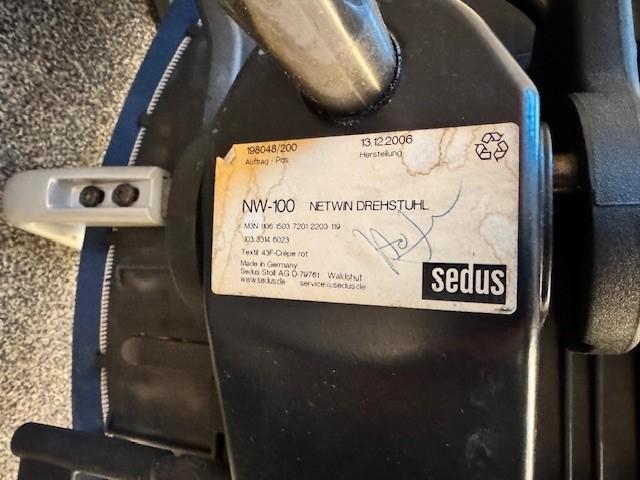 198048/200 13.12.2006
Auftrag / Pos Herstellung
NW-100 NETWIN DREHSTUHL
M3N 1106 1503 7201 2203 119
103 8314 6023
Textil 43F-Crêpe rot
Made in Germany
Sedus Stoll AG D-79761 Waldshut
www.sedus.de service@sedus.de
sedus